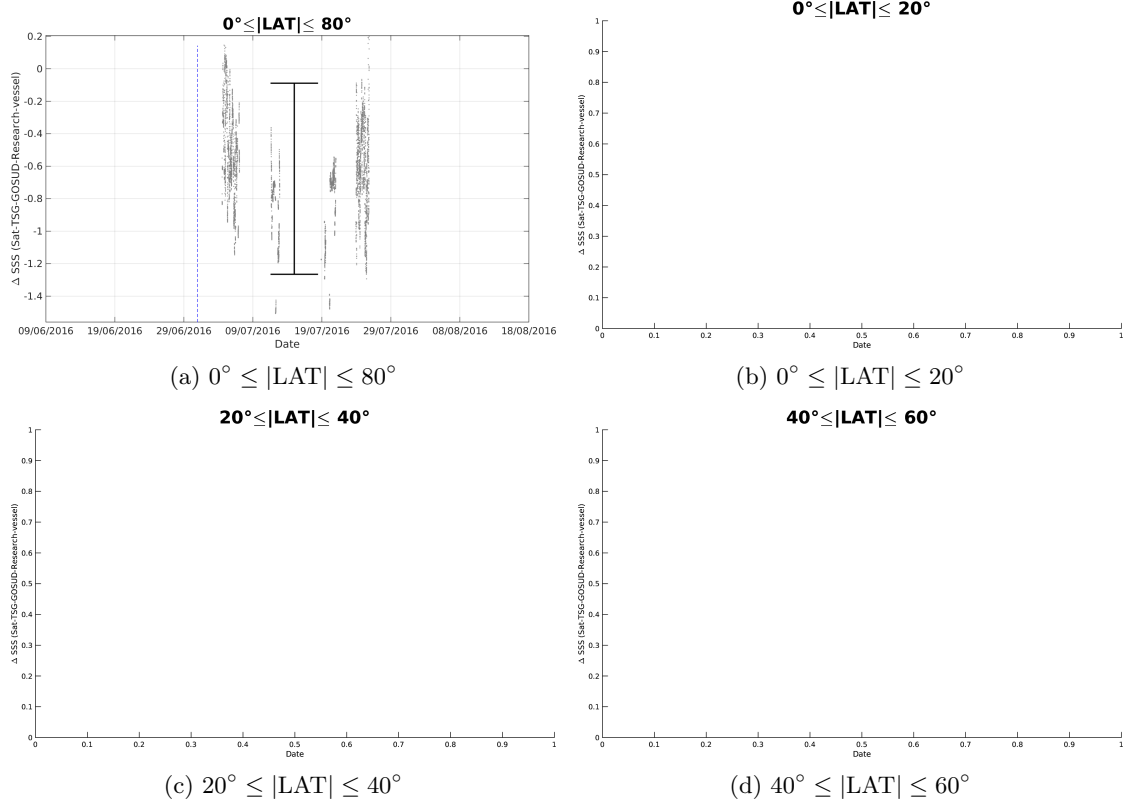 0°≤|LAT|≤ 80°
0.2
0
-0.2
-0.4
-0.6
-0.8
-1
-1.2
-1.4
Δ SSS (Sat-TSG-GOSUD-Research-vessel)
09/06/2016 19/06/2016 29/06/2016 09/07/2016 19/07/2016 29/07/2016 08/08/2016 18/08/2016
Date
(a) 0° ≤ |LAT| ≤ 80°
0°≤|LAT|≤ 20°
1
0.9
0.8
0.7
0.6
0.5
0.4
0.3
0.2
0.1
0
Δ SSS (Sat-TSG-GOSUD-Research-vessel)
0 0.1 0.2 0.3 0.4 0.5 0.6 0.7 0.8 0.9 1
Date
(b) 0° ≤ |LAT| ≤ 20°
20°≤|LAT|≤ 40°
1
0.9
0.8
0.7
0.6
0.5
0.4
0.3
0.2
0.1
0
Δ SSS (Sat-TSG-GOSUD-Research-vessel)
0 0.1 0.2 0.3 0.4 0.5 0.6 0.7 0.8 0.9 1
Date
(c) 20° ≤ |LAT| ≤ 40°
40°≤|LAT|≤ 60°
1
0.9
0.8
0.7
0.6
0.5
0.4
0.3
0.2
0.1
0
Δ SSS (Sat-TSG-GOSUD-Research-vessel)
0 0.1 0.2 0.3 0.4 0.5 0.6 0.7 0.8 0.9 1
Date
(d) 40° ≤ |LAT| ≤ 60°